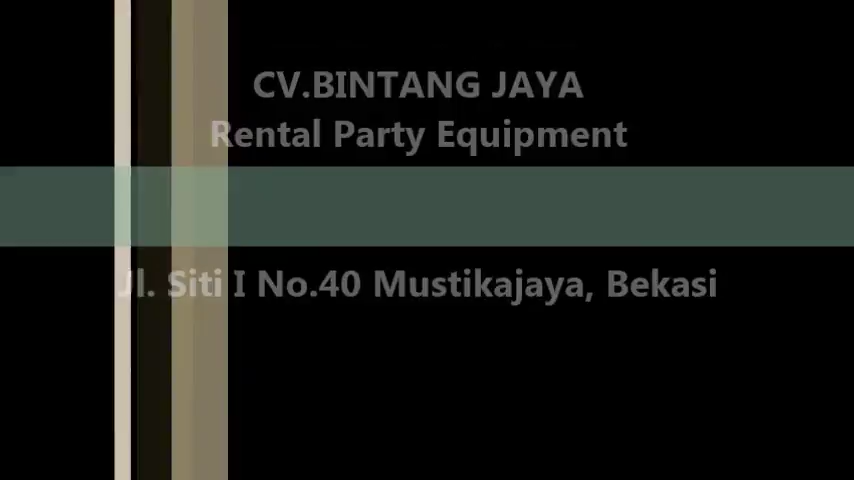 CV.BINTANG JAYA
Rental Party Equipment
Jl. Siti I No.40 Mustikajaya, Bekasi